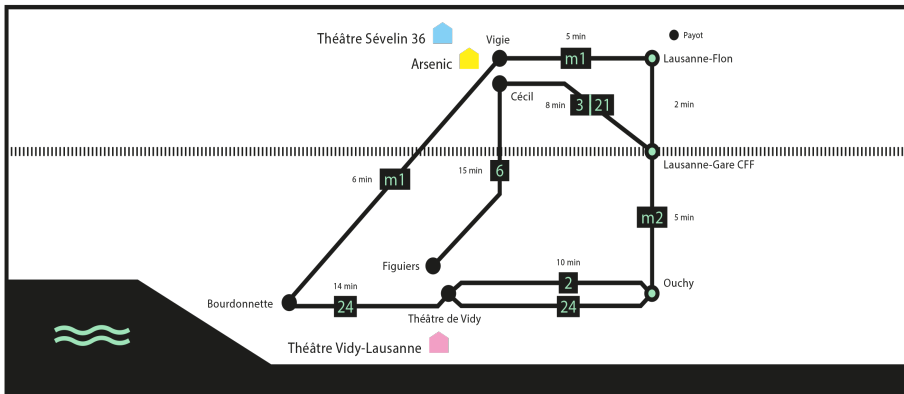 Théâtre Sévelin 36
Vigie
5 min
Payot
Arsenic
m1
Lausanne-Flon
Cécil
8 min
3|21
2 min
Lausanne-Gare CFF
6 min
m1
15 min
6
m2
5 min
Figuiers
10 min
2
Ouchy
14 min
Bourdonnette
24
24
Théâtre de Vidy
Théâtre Vidy-Lausanne